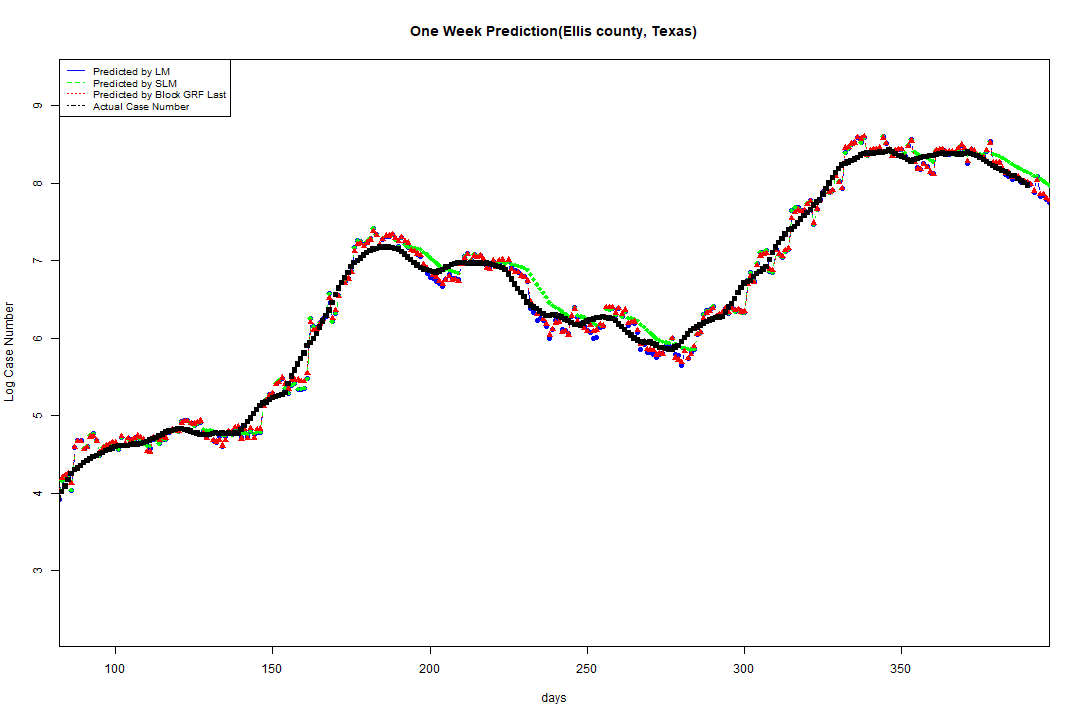 One Week Prediction(Ellis county, Texas)
Predicted by LM
Predicted by SLM
Predicted by Block GRF Last
Actual Case Number
9
8
7
6
5
4
3
Log Case Number
100 150 200 250 300 350
days